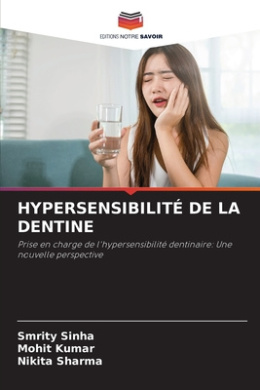 EDITIONS NOTRE SAVOIR
HYPERSENSIBILITÉ DE LA
DENTINE
Prise en charge de l'hypersensibilité dentinaire: Une
nouvelle perspective
Smrity Sinha
Mohit Kumar
Nikita Sharma